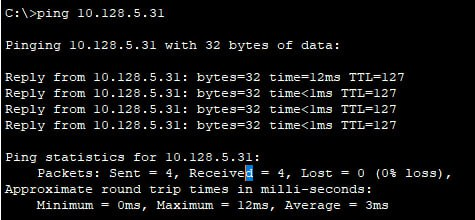 C:\>ping 10.128.5.31
Pinging 10.128.5.31 with 32 bytes of data:
Reply from 10.128.5.31: bytes=32 time=12ms TTL=127
Reply from 10.128.5.31: bytes=32 time<1ms TTL=127
Reply from 10.128.5.31: bytes=32 time<1ms TTL=127
Reply from 10.128.5.31: bytes=32 time<1ms TTL=127
Ping statistics for 10.128.5.31:
    Packets: Sent = 4, Received = 4, Lost = 0 (0% loss),
Approximate round trip times in milli-seconds:
    Minimum = 0ms, Maximum = 12ms, Average = 3ms